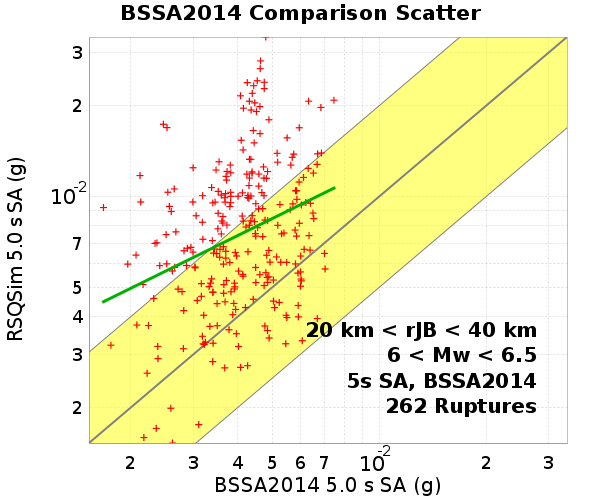 BSSA2014 Comparison Scatter
RSQSim 5.0 s SA (g)
3
2
10-2
7
5
4
3
2
20 km < rJB < 40 km
6 < Mw < 6.5
5s SA, BSSA2014
262 Ruptures
2 3 4 5 6 7 10-2 2 3
BSSA2014 5.0 s SA (g)